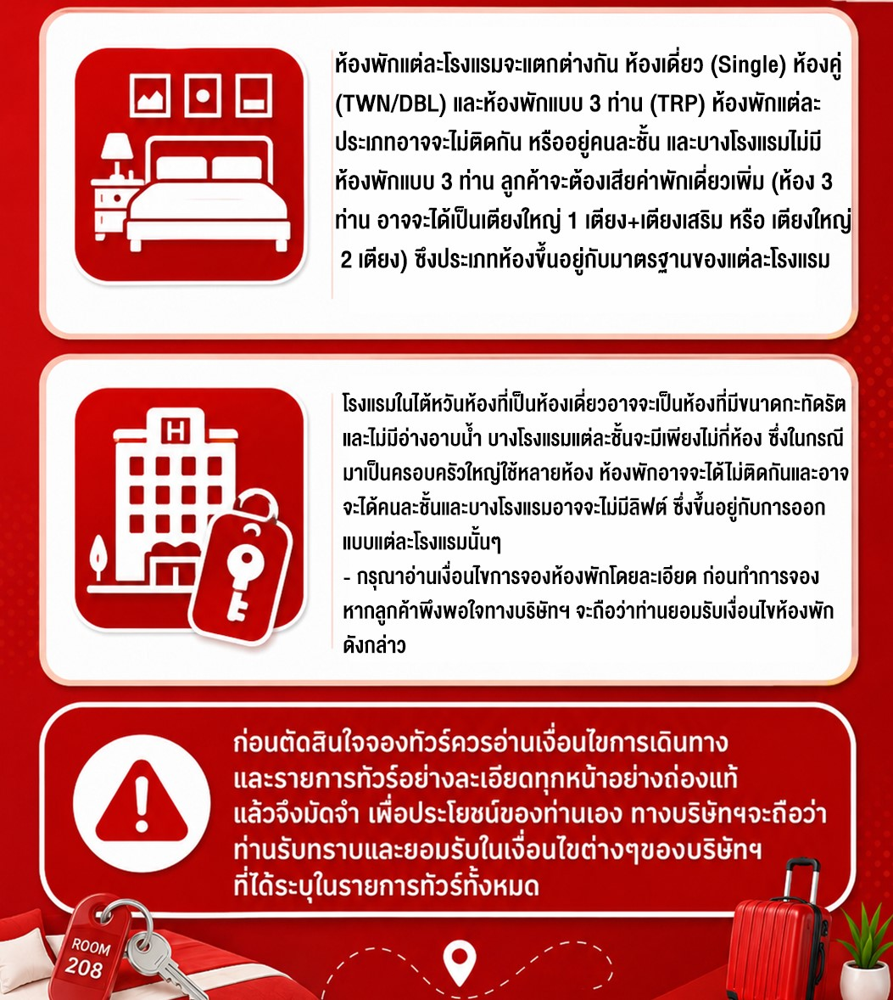 ห้องพักแต่ละโรงแรมจะแตกต่างกัน ห้องเดี่ยว (Single) ห้องคู่
(TWN/DBL) และห้องพักแบบ 3 ท่าน (TRP) ห้องพักแต่ละ
ประเภทอาจจะไม่ติดกัน หรืออยู่คนละชั้น และบางโรงแรมไม่มี
ห้องพักแบบ 3 ท่าน ลูกค้าจะต้องเสียค่าพักเดี่ยวเพิ่ม (ห้อง 3
ท่าน อาจจะได้เป็นเตียงใหญ่ 1 เตียง+เตียงเสริม หรือ เตียงใหญ่
2 เตียง) ซึ่งประเภทห้องขึ้นอยู่กับมาตรฐานของแต่ละโรงแรม
H
โรงแรมในไต้หวันห้องที่เป็นห้องเดี่ยวอาจจะเป็นห้องที่มีขนาดกะทัดรัต
และไม่มีอ่างอาบน้ำ บางโรงแรมแต่ละชั้นจะมีเพียงไม่กี่ห้อง ซึ่งในกรณี
มาเป็นครอบครัวใหญ่ใช้หลายห้อง ห้องพักอาจจะได้ไม่ติดกันและอาจ
จะได้คนละชั้นและบางโรงแรมอาจจะไม่มีลิฟต์ ซึ่งขึ้นอยู่กับการออก
แบบแต่ละโรงแรมนั้นๆ
- กรุณาอ่านเงื่อนไขการจองห้องพักโดยละเอียด ก่อนทำการจอง
หากลูกค้าพึงพอใจทางบริษัทฯ จะถือว่าท่านยอมรับเงื่อนไขห้องพัก
ดังกล่าว
ก่อนตัดสินใจจองทัวร์ควรอ่านเงื่อนไขการเดินทาง
และรายการทัวร์อย่างละเอียดทุกหน้าอย่างถ่องแท้
แล้วจึงมัดจำ เพื่อประโยชน์ของท่านเอง ทางบริษัทฯจะถือว่า
ท่านรับทราบและยอมรับในเงื่อนไขต่างๆของบริษัทฯ
ที่ได้ระบุในรายการทัวร์ทั้งหมด
ROOM
208